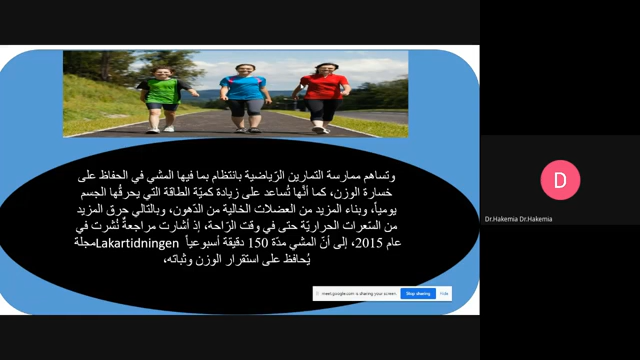 وتساهم ممارسة التمارين الرّياضية بانتظام بما فيها المشي في الحفاظ على
خسارة الوزن، كما أنّها تُساعد على زيادة كميّة الطاقة التي يحرقُها الجسم
يومياً، وبناء المزيد من العضلات الخالية من الدّهون، وبالتالي حرق المزيد
من السّعرات الحراريّة حتى في وقت الرّاحة، إذ أشارت مراجعةٌ نُشرت في
عام 2015، إلى أنّ المشي مدّة 150 دقيقة أسبوعياً Lakartidningenمجلة
يُحافظ على استقرار الوزن وثباته،
D
Dr.Hakemia Dr.Hakemia
meet.google.com is sharing your screen.
Stop sharing
Hide